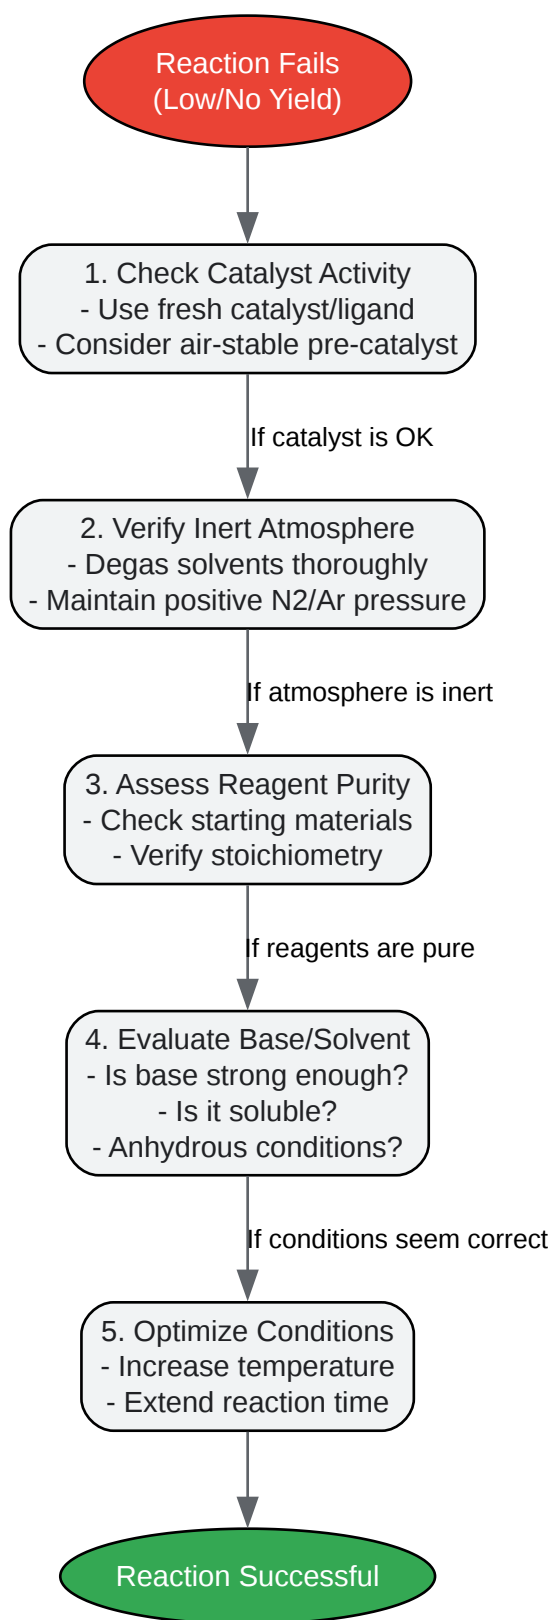 Reaction Fails
(Low/No Yield)
1. Check Catalyst Activity
- Use fresh catalyst/ligand
- Consider air-stable pre-catalyst
If catalyst is OK
2. Verify Inert Atmosphere
- Degas solvents thoroughly
- Maintain positive N2/Ar pressure
If atmosphere is inert
3. Assess Reagent Purity
- Check starting materials
- Verify stoichiometry
If reagents are pure
4. Evaluate Base/Solvent
- Is base strong enough?
- Is it soluble?
- Anhydrous conditions?
If conditions seem correct
5. Optimize Conditions
- Increase temperature
- Extend reaction time
Reaction Successful